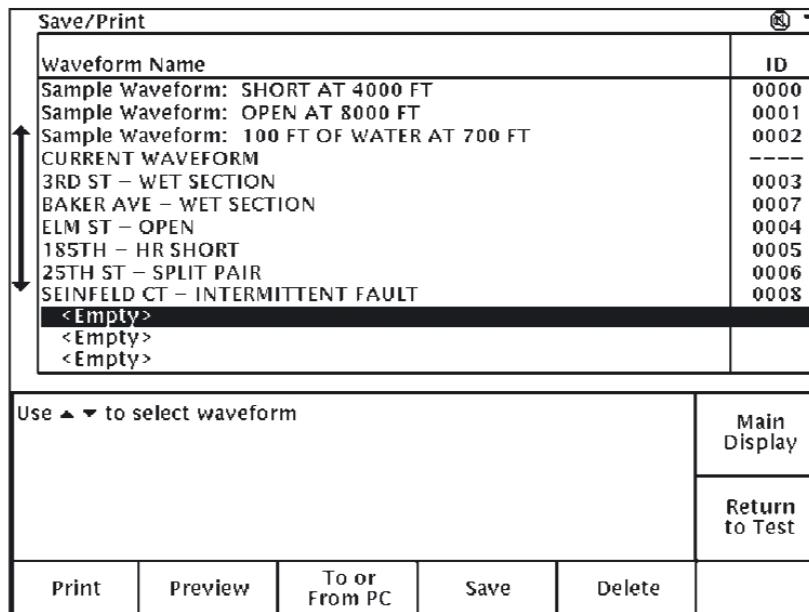 Save/Print
Waveform Name ID
Sample Waveform: SHORT AT 4000 FT 0000
Sample Waveform: OPEN AT 8000 FT 0001
Sample Waveform: 100 FT OF WATER AT 700 FT 0002
CURRENT WAVEFORM ----
3RD ST – WET SECTION 0003
BAKER AVE – WET SECTION 0007
ELM ST – OPEN 0004
185TH – HR SHORT 0005
25TH ST – SPLIT PAIR 0006
SEINFELD CT – INTERMITTENT FAULT 0008
<Empty>
<Empty>
<Empty>
Use ▲ ▼ to select waveform
Main
Display
Return
to Test
Print Preview To or
From PC Save Delete